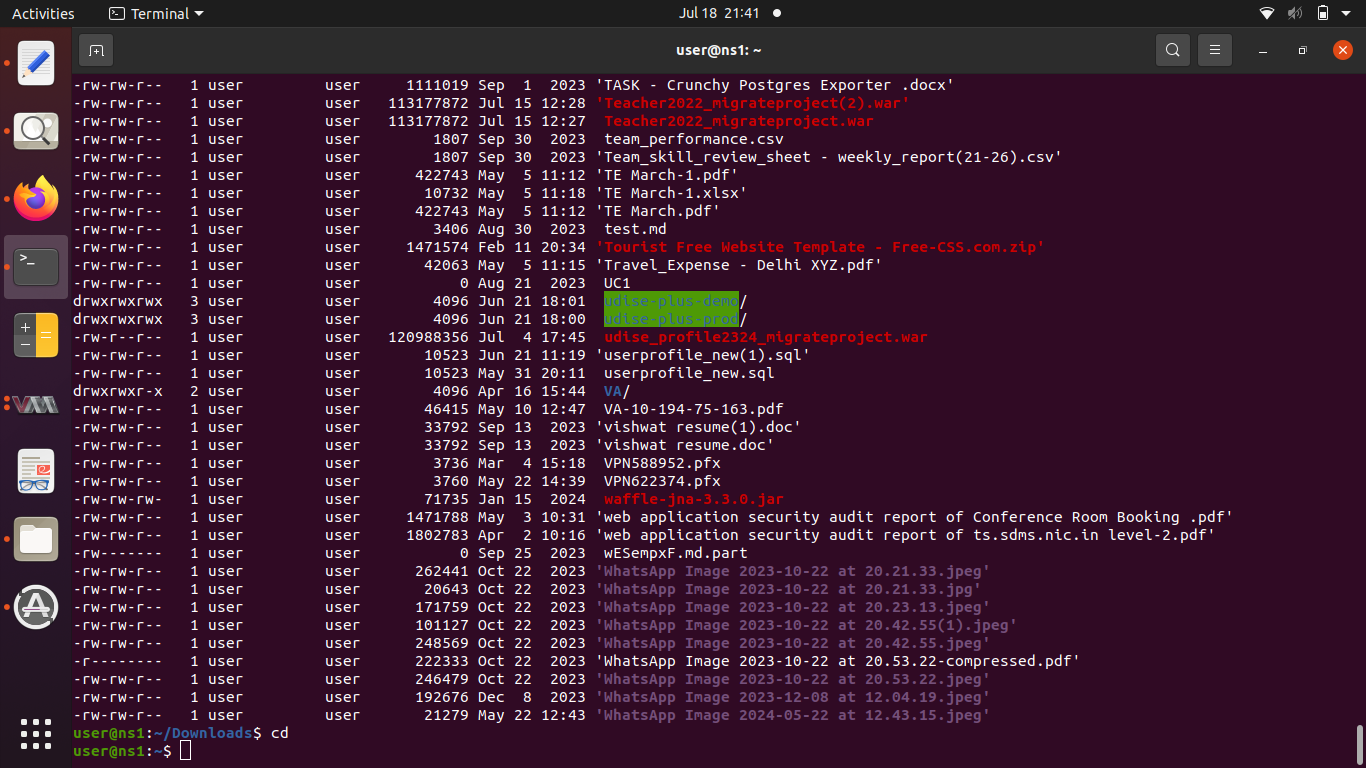 Activities Terminal Jul 18 21:41
user@ns1: ~
-rw-rw-r-- 1 user user 1111019 Sep 1 2023 'TASK - Crunchy Postgres Exporter .docx'
-rw-rw-r-- 1 user user 113177872 Jul 15 12:28 'Teacher2022_migrateproject(2).war'
-rw-rw-r-- 1 user user 113177872 Jul 15 12:27 Teacher2022_migrateproject.war
-rw-rw-r-- 1 user user 1807 Sep 30 2023 team_performance.csv
-rw-rw-r-- 1 user user 1807 Sep 30 2023 'Team_skill_review_sheet - weekly_report(21-26).csv'
-rw-rw-r-- 1 user user 422743 May 5 11:12 'TE March-1.pdf'
-rw-rw-r-- 1 user user 10732 May 5 11:18 'TE March-1.xlsx'
-rw-rw-r-- 1 user user 422743 May 5 11:12 'TE March.pdf'
-rw-rw-r-- 1 user user 3406 Aug 30 2023 test.md
-rw-rw-r-- 1 user user 1471574 Feb 11 20:34 'Tourist Free Website Template - Free-CSS.com.zip'
-rw-rw-r-- 1 user user 42063 May 5 11:15 'Travel_Expense - Delhi XYZ.pdf'
-rw-rw-r-- 1 user user 0 Aug 21 2023 UC1
drwxrwxrwx 3 user user 4096 Jun 21 18:01 udise-plus-demo/
drwxrwxrwx 3 user user 4096 Jun 21 18:00 udise-plus-prod/
-rw-r--r-- 1 user user 120988356 Jul 4 17:45 udise_profile2324_migrateproject.war
-rw-rw-r-- 1 user user 10523 Jun 21 11:19 'userprofile_new(1).sql'
-rw-rw-r-- 1 user user 10523 May 31 20:11 userprofile_new.sql
drwxrwxr-x 2 user user 4096 Apr 16 15:44 VA/
-rw-rw-r-- 1 user user 46415 May 10 12:47 VA-10-194-75-163.pdf
-rw-rw-r-- 1 user user 33792 Sep 13 2023 'vishwat resume(1).doc'
-rw-rw-r-- 1 user user 33792 Sep 13 2023 'vishwat resume.doc'
-rw-rw-r-- 1 user user 3736 Mar 4 15:18 VPN588952.pfx
-rw-rw-r-- 1 user user 3760 May 22 14:39 VPN622374.pfx
-rw-rw-rw- 1 user user 71735 Jan 15 2024 waffle-jna-3.3.0.jar
-rw-rw-r-- 1 user user 1471788 May 3 10:31 'web application security audit report of Conference Room Booking .pdf'
-rw-rw-r-- 1 user user 1802783 Apr 2 10:16 'web application security audit report of ts.sdms.nic.in level-2.pdf'
-rw------- 1 user user 0 Sep 25 2023 wESempxF.md.part
-rw-rw-r-- 1 user user 262441 Oct 22 2023 'WhatsApp Image 2023-10-22 at 20.21.33.jpeg'
-rw-rw-r-- 1 user user 20643 Oct 22 2023 'WhatsApp Image 2023-10-22 at 20.21.33.jpg'
-rw-rw-r-- 1 user user 171759 Oct 22 2023 'WhatsApp Image 2023-10-22 at 20.23.13.jpeg'
-rw-rw-r-- 1 user user 101127 Oct 22 2023 'WhatsApp Image 2023-10-22 at 20.42.55(1).jpeg'
-rw-rw-r-- 1 user user 248569 Oct 22 2023 'WhatsApp Image 2023-10-22 at 20.42.55.jpeg'
-r-------- 1 user user 222333 Oct 22 2023 'WhatsApp Image 2023-10-22 at 20.53.22-compressed.pdf'
-rw-rw-r-- 1 user user 246479 Oct 22 2023 'WhatsApp Image 2023-10-22 at 20.53.22.jpeg'
-rw-rw-r-- 1 user user 192676 Dec 8 2023 'WhatsApp Image 2023-12-08 at 12.04.19.jpeg'
-rw-rw-r-- 1 user user 21279 May 22 12:43 'WhatsApp Image 2024-05-22 at 12.43.15.jpeg'
user@ns1:~/Downloads$ cd
user@ns1:~$